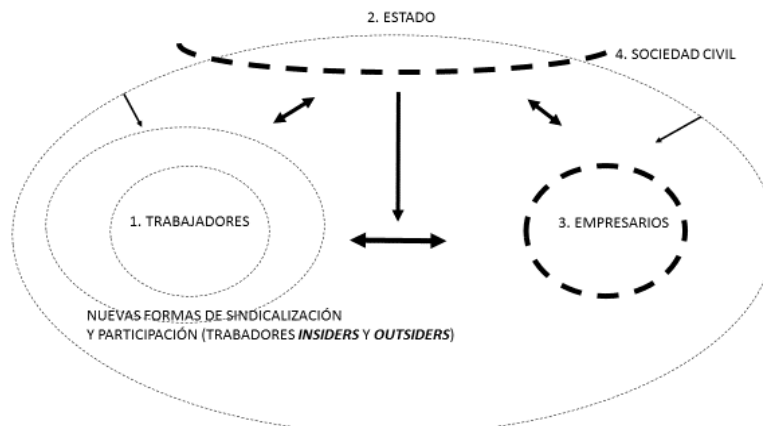 2. ESTADO
4. SOCIEDAD CIVIL
1. TRABAJADORES
3. EMPRESARIOS
NUEVAS FORMAS DE SINDICALIZACIÓN
Y PARTICIPACIÓN (TRABADORES INSIDERS Y OUTSIDERS)